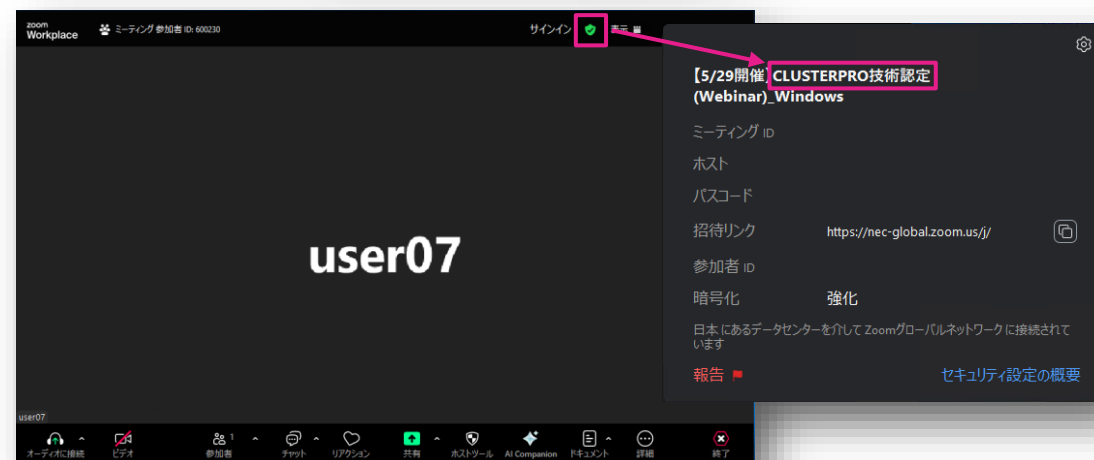 zoom
Workplace
ミーティング 参加者 ID: 600230
サインイン
表示
user07
user07
オーディオに接続
ビデオ
参加者
1
チャット
リアクション
共有
ホストツール
AI Companion
ドキュメント
詳細
終了
【5/29開催】CLUSTERPRO技術認定
(Webinar)_Windows
ミーティング ID
ホスト
パスコード
招待リンク https://nec-global.zoom.us/j/
参加者 ID
暗号化 強化
日本 にあるデータセンターを介して Zoomグローバルネットワーク に接続されて
います
報告 セキュリティ設定の概要